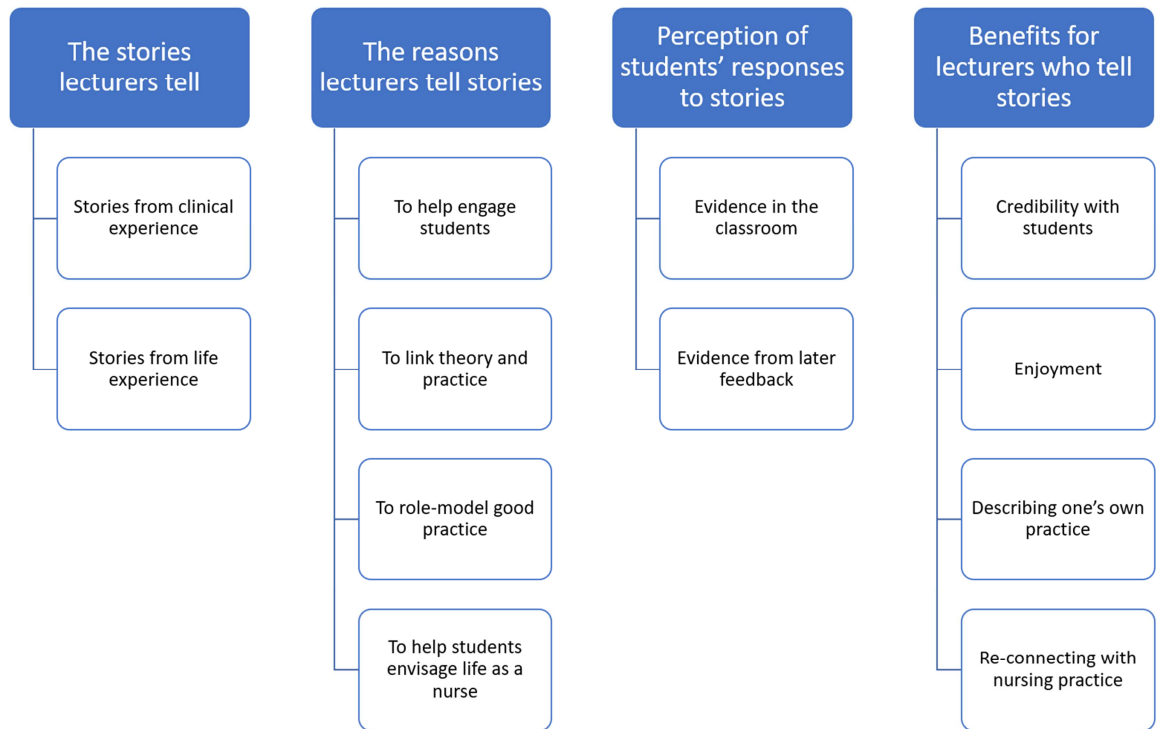 The stories
lecturers tell
Stories from clinical
experience
Stories from life
experience
The reasons
lecturers tell stories
To help engage
students
To link theory and
practice
To role-model good
practice
To help students
envisage life as a
nurse
Perception of
students’ responses
to stories
Evidence in the
classroom
Evidence from later
feedback
Benefits for
lecturers who tell
stories
Credibility with
students
Enjoyment
Describing one’s own
practice
Re-connecting with
nursing practice